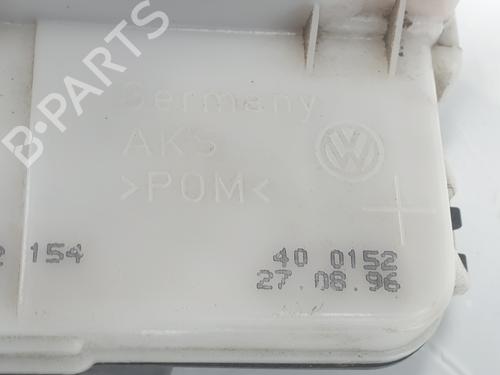 B-PARTS
Germany
AKS
>POM<
VW
154
40 0152
27.08.96